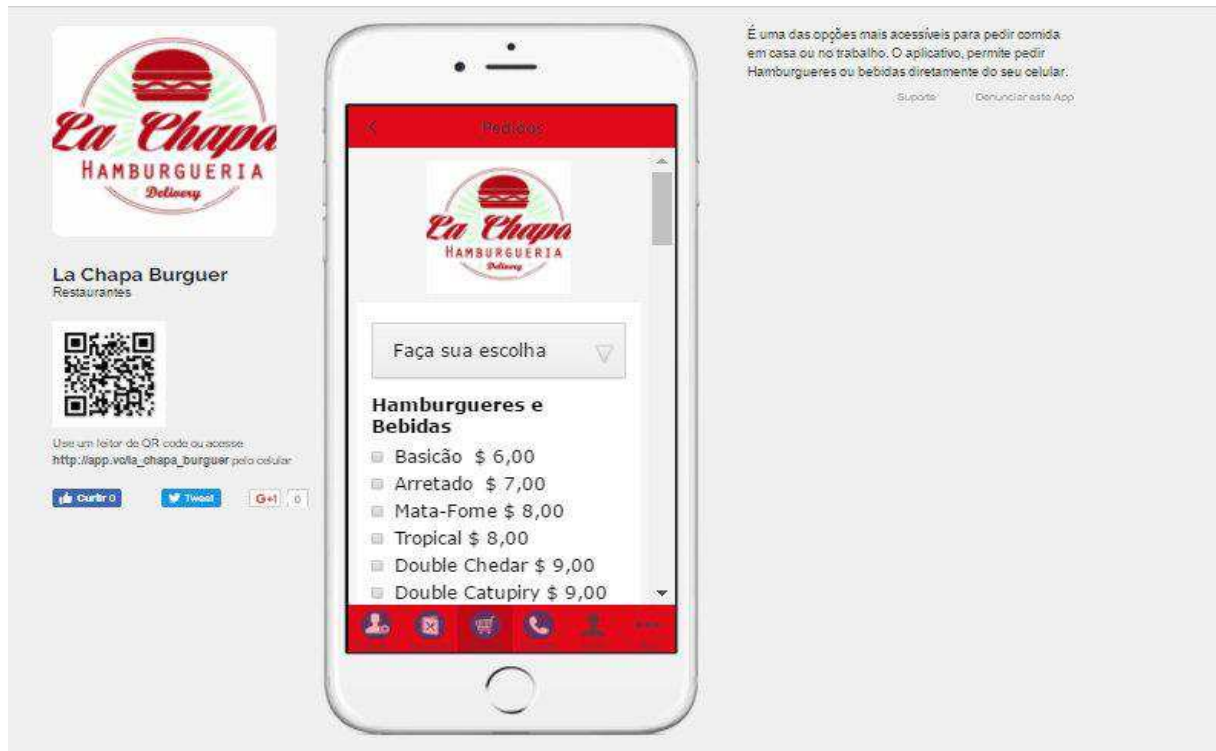 La Chapa
HAMBURGUERIA
Delivery
La Chapa Burguer
Restaurantes
Use um leitor de QR code ou acesse
http://app.vc/la_chapa_burguer pelo celular
Curtir 0
Tweet
G+1 0
Pedidos
La Chapa
HAMBURGUERIA
Delivery
Faça sua escolha
Hamburgueres e
Bebidas
Basicão $ 6,00
Arretado $ 7,00
Mata-Fome $ 8,00
Tropical $ 8,00
Double Chedar $ 9,00
Double Catupiry $ 9,00
É uma das opções mais acessíveis para pedir comida
em casa ou no trabalho. O aplicativo, permite pedir
Hamburgueres ou bebidas diretamente do seu celular.
Suporte Denunciar este App